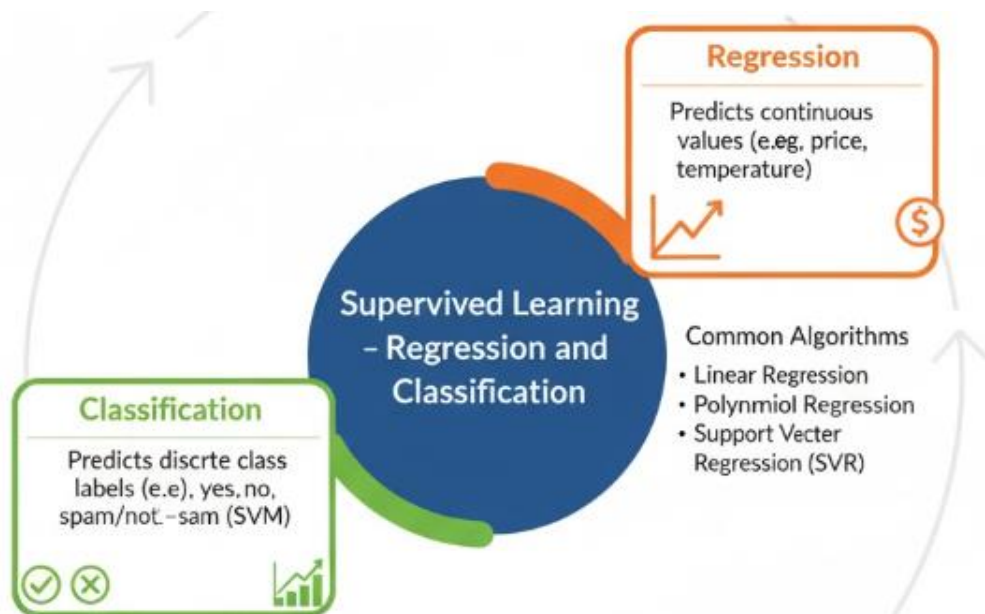 Regression
Predicts continuous
values (e.eg, price,
temperature)
$
Supervived Learning
– Regression and
Classification
Common Algorithms
• Linear Regression
• Polynmiol Regression
• Support Vecter
Regression (SVR)
Classification
Predicts discrte class
labels (e.e), yes, no,
spam/not.–sam (SVM)